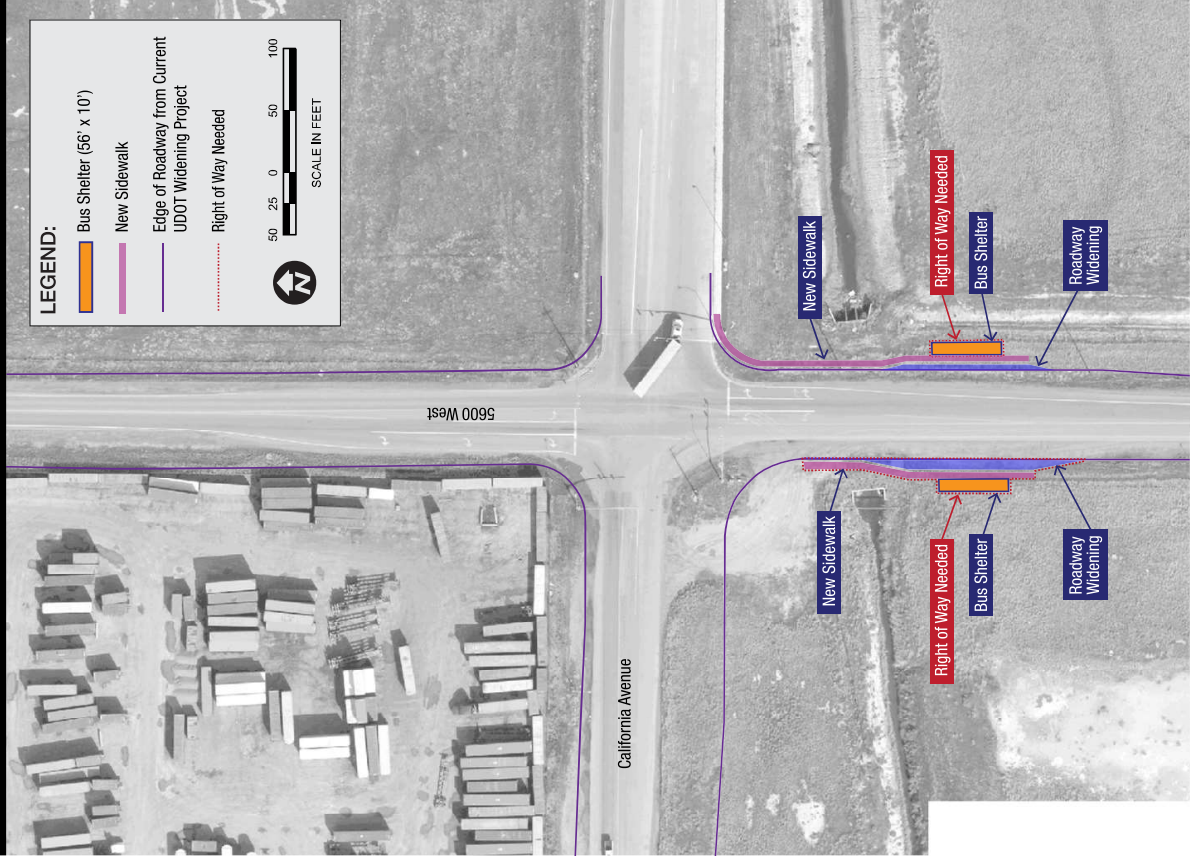 LEGEND:
Bus Shelter (56' x 10')
New Sidewalk
Edge of Roadway from Current
UDOT Widening Project
Right of Way Needed
N
50 25 0 50 100
SCALE IN FEET
5600 West
California Avenue
New Sidewalk
Right of Way Needed
Bus Shelter
Roadway
Widening
New Sidewalk
Right of Way Needed
Bus Shelter
Roadway
Widening